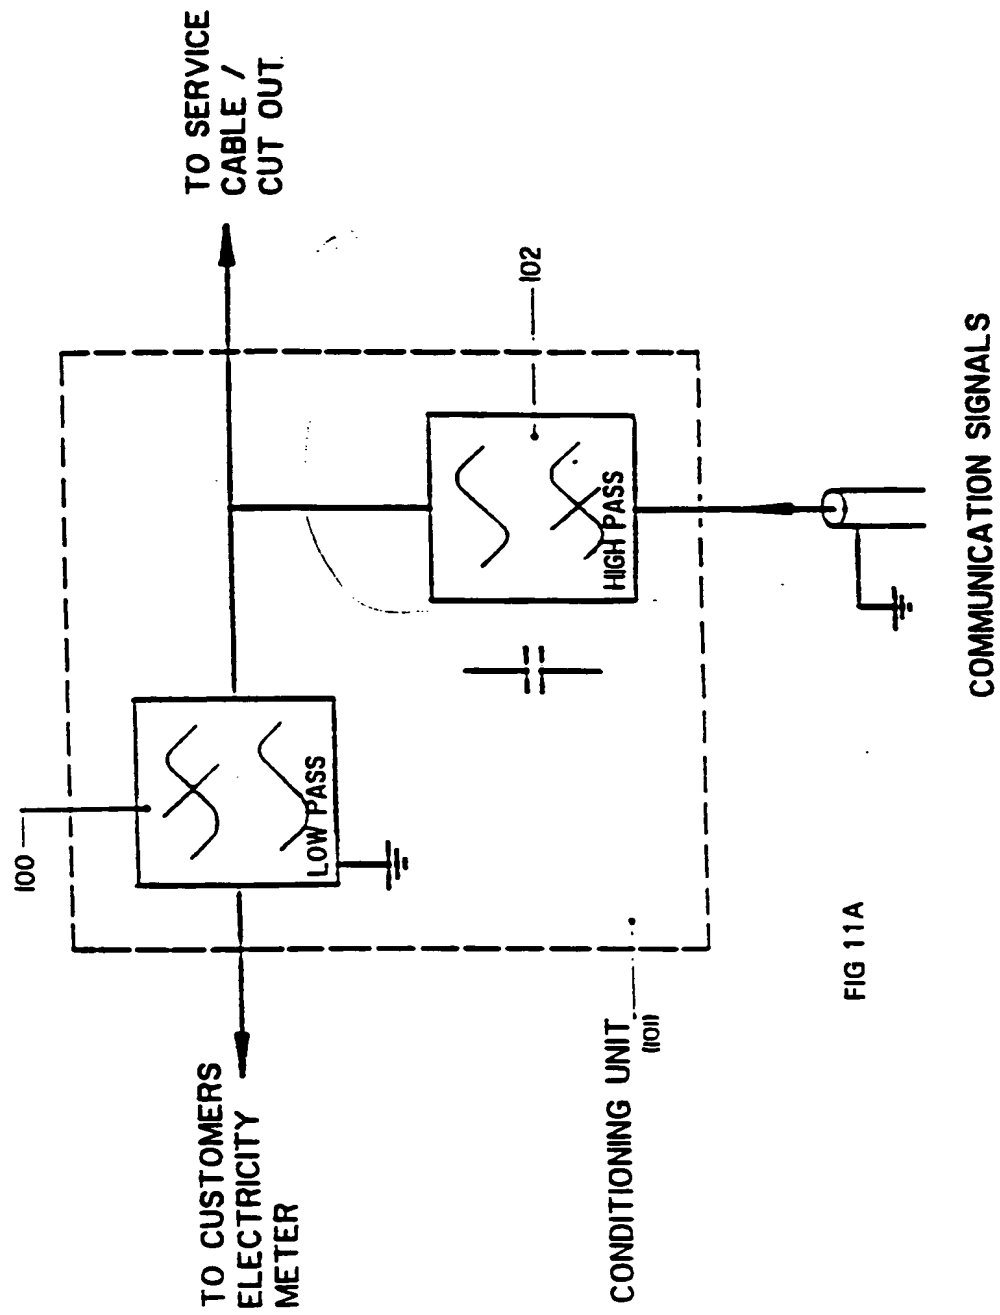 TO SERVICE
CABLE /
CUT OUT.
100
102
LOW PASS
HIGH PASS
TO CUSTOMERS
ELECTRICITY
METER
CONDITIONING UNIT
(101)
COMMUNICATION SIGNALS
FIG 11A